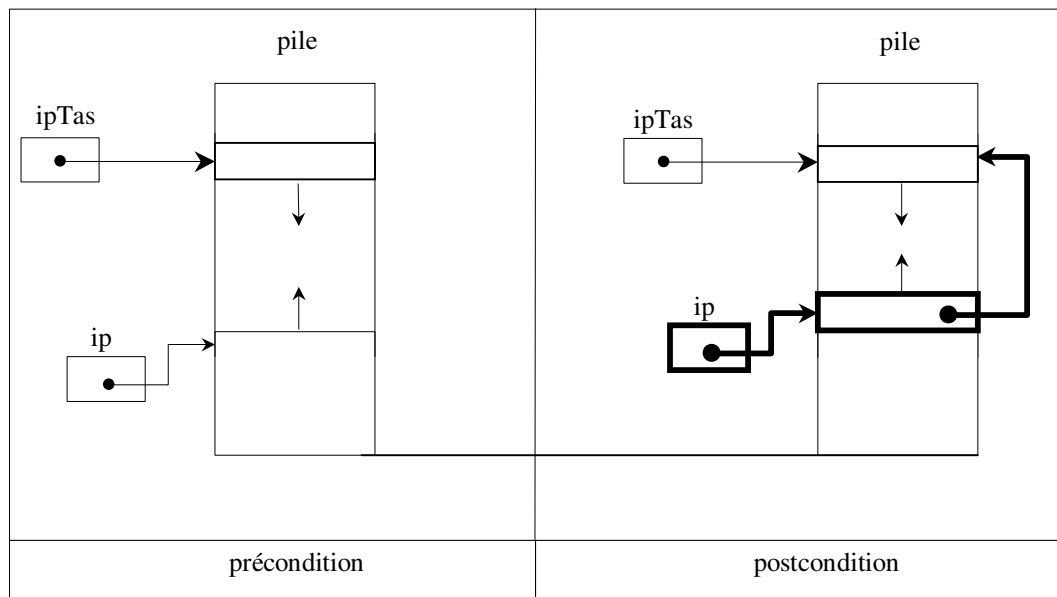 pile
ipTas
ip
précondition
pile
ipTas
ip
postcondition